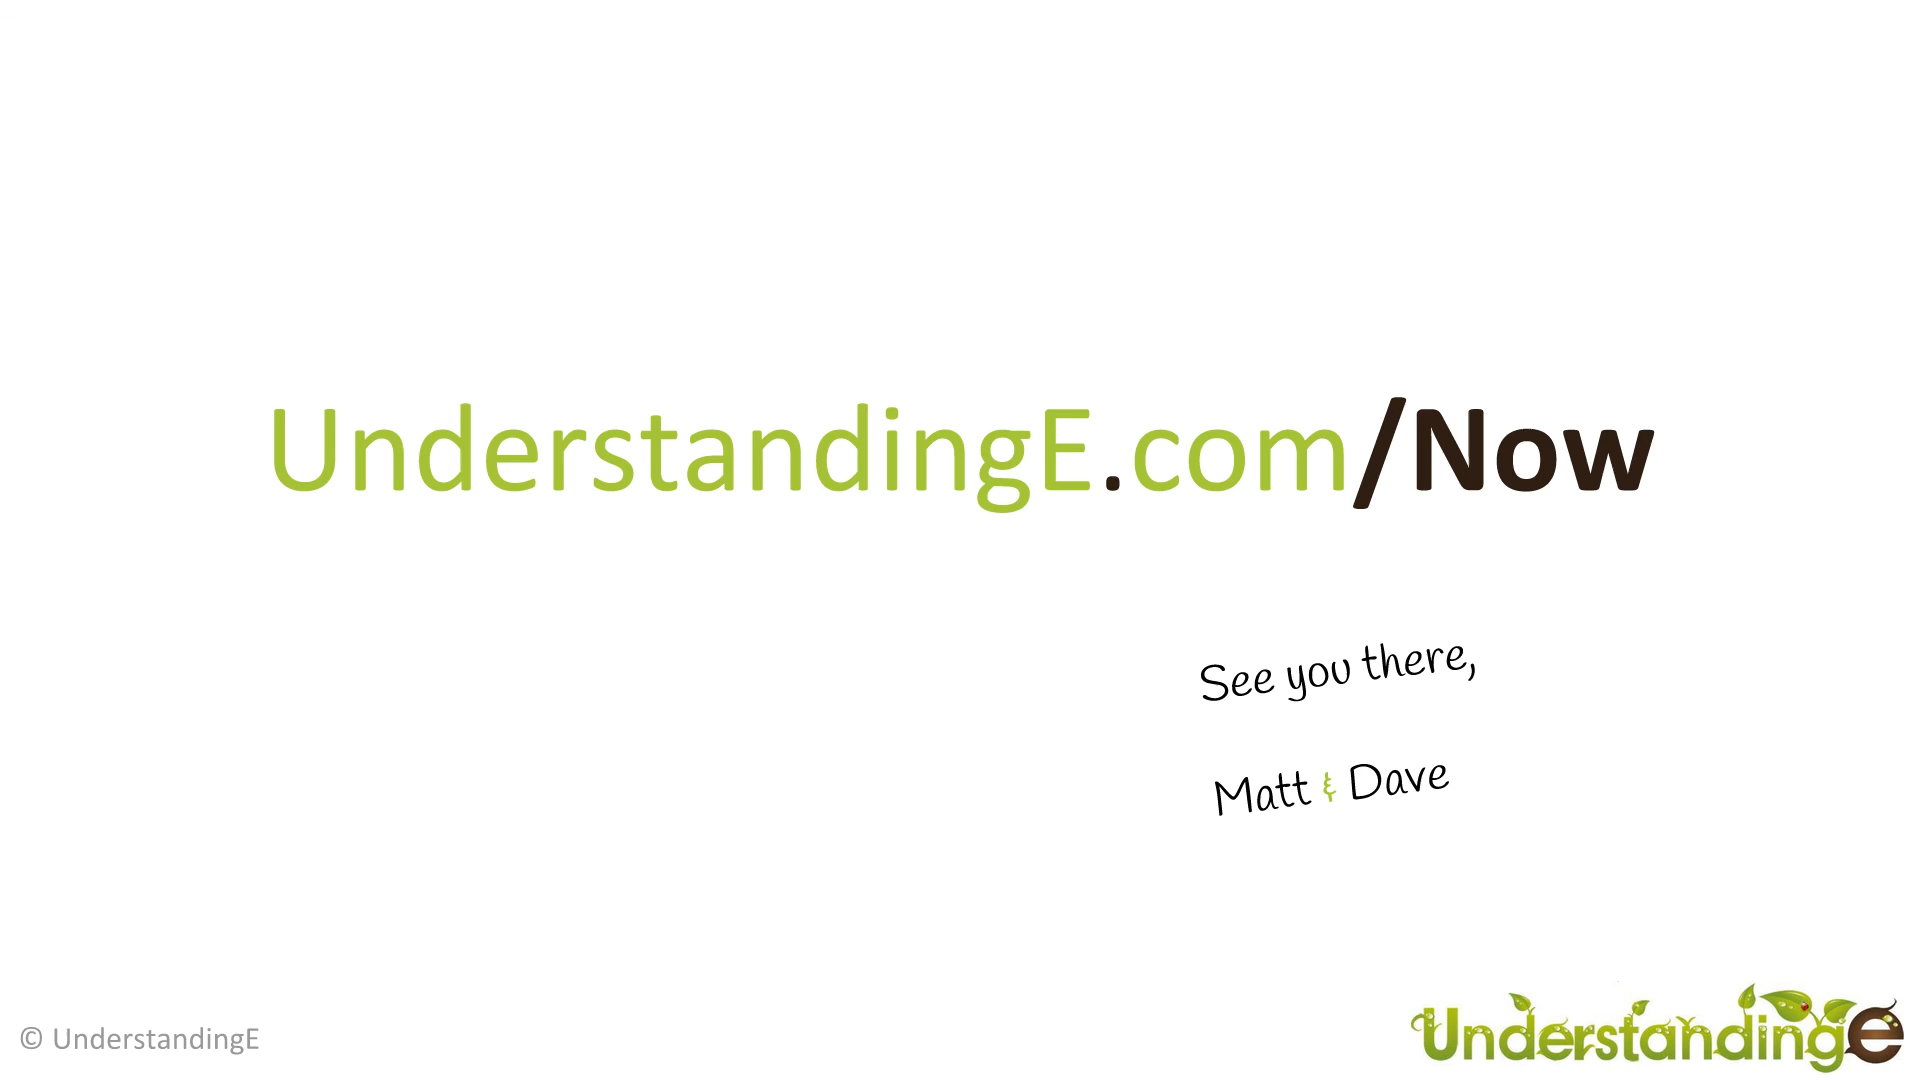 UnderstandingE.com/Now
See you there,
Matt & Dave
© UnderstandingE
UnderstandingE